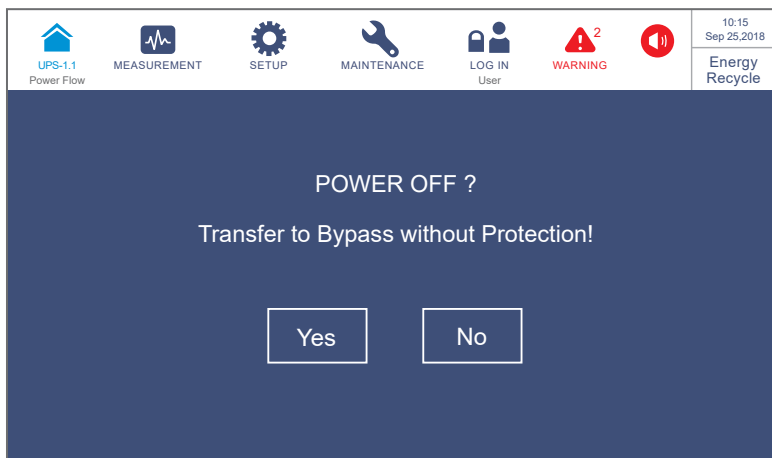 UPS-1.1
Power Flow
MEASUREMENT
SETUP
MAINTENANCE
LOG IN
User
2
WARNING
10:15
Sep 25,2018
Energy
Recycle
POWER OFF ?
Transfer to Bypass without Protection!
Yes
No